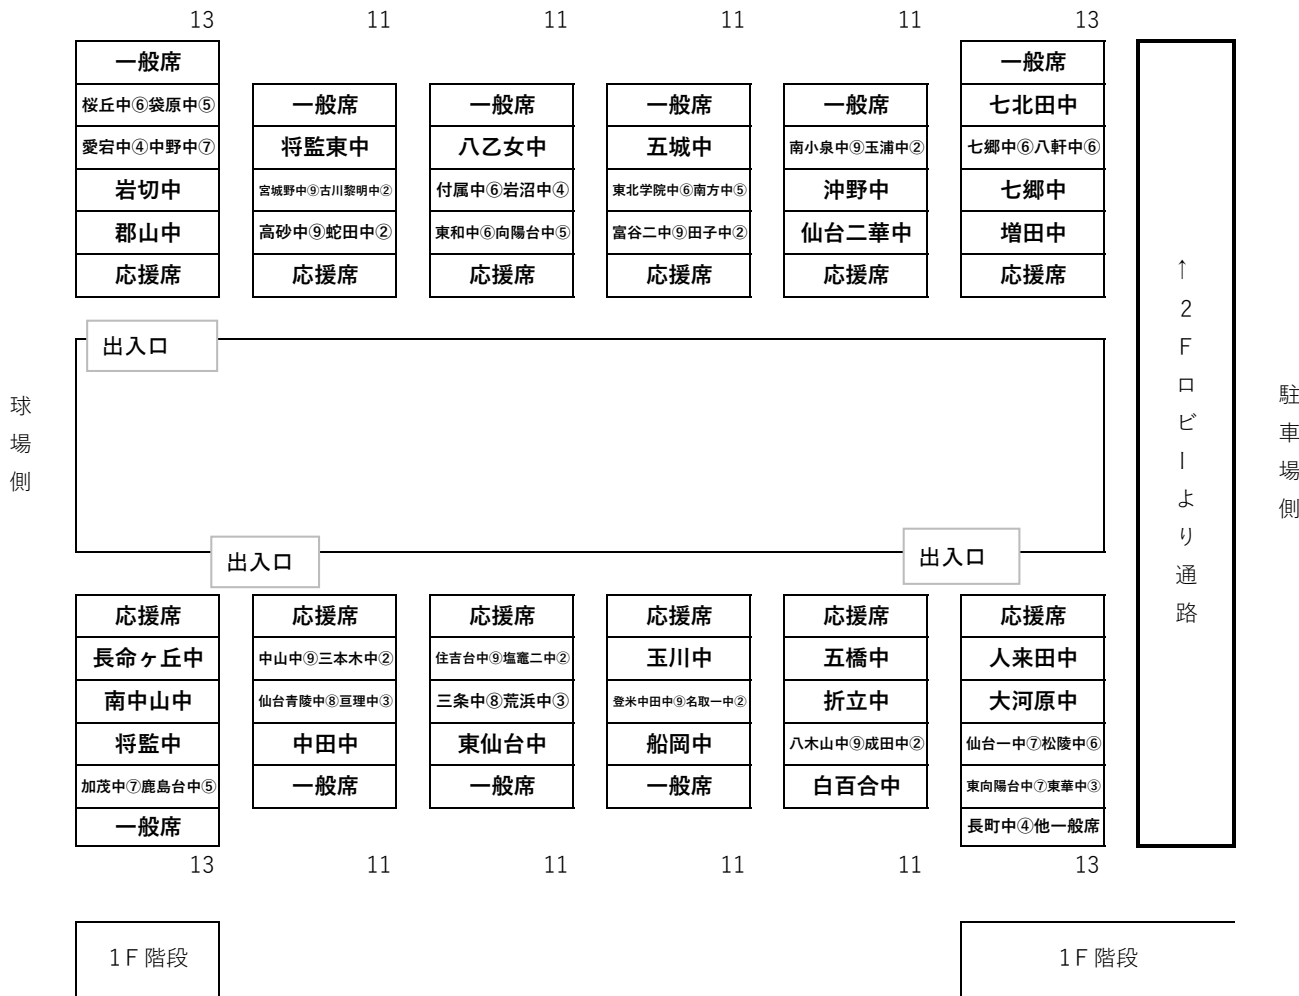 13 11 11 11 11 13
一般席 一般席
桜丘中⑥袋原中⑤ 一般席 一般席 一般席 一般席 七北田中
愛宕中④中野中⑦ 将監東中 八乙女中 五城中 南小泉中⑨玉浦中② 七郷中⑥八軒中⑥
岩切中 宮城野中⑨古川黎明中② 付属中⑥岩沼中④ 東北学院中⑥南方中⑤ 沖野中 七郷中
郡山中 高砂中⑨蛇田中② 東和中⑥向陽台中⑤ 富谷二中⑨田子中② 仙台二華中 増田中
応援席 応援席 応援席 応援席 応援席 応援席
出入口
球場側
↑2Fロビーより通路
駐車場側
出入口 出入口
応援席 応援席 応援席 応援席 応援席 応援席
長命ヶ丘中 中山中⑨三本木中② 住吉台中⑨塩竈二中② 玉川中 五橋中 人来田中
南中山中 仙台青陵中⑧亘理中③ 三条中⑧荒浜中③ 登米中田中⑨名取一中② 折立中 大河原中
将監中 中田中 東仙台中 船岡中 八木山中⑨成田中② 仙台一中⑦松陵中⑥
加茂中⑦鹿島台中⑤ 一般席 一般席 一般席 白百合中 東向陽台中⑦東華中③
一般席 長町中④他一般席
13 11 11 11 11 13
1F階段 1F階段